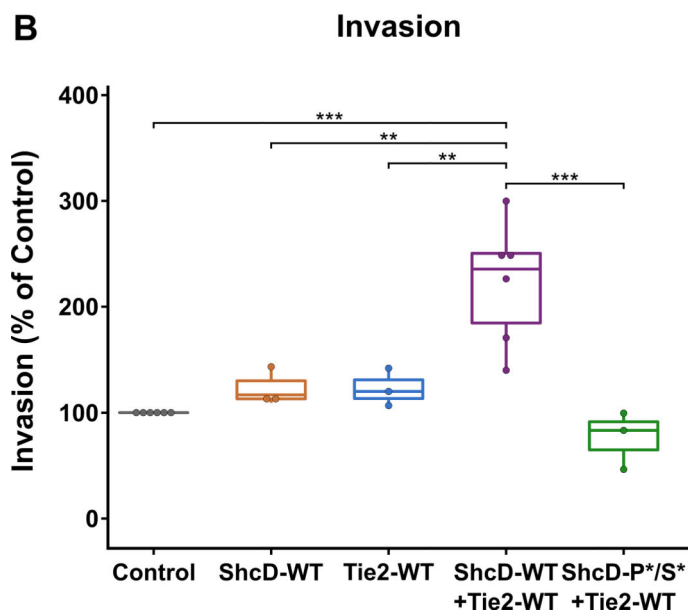 B
Invasion
Invasion (% of Control)
400
300
200
100
0
***
**
**
***
Control
ShcD-WT
Tie2-WT
ShcD-WT
+Tie2-WT
ShcD-P*/S*
+Tie2-WT